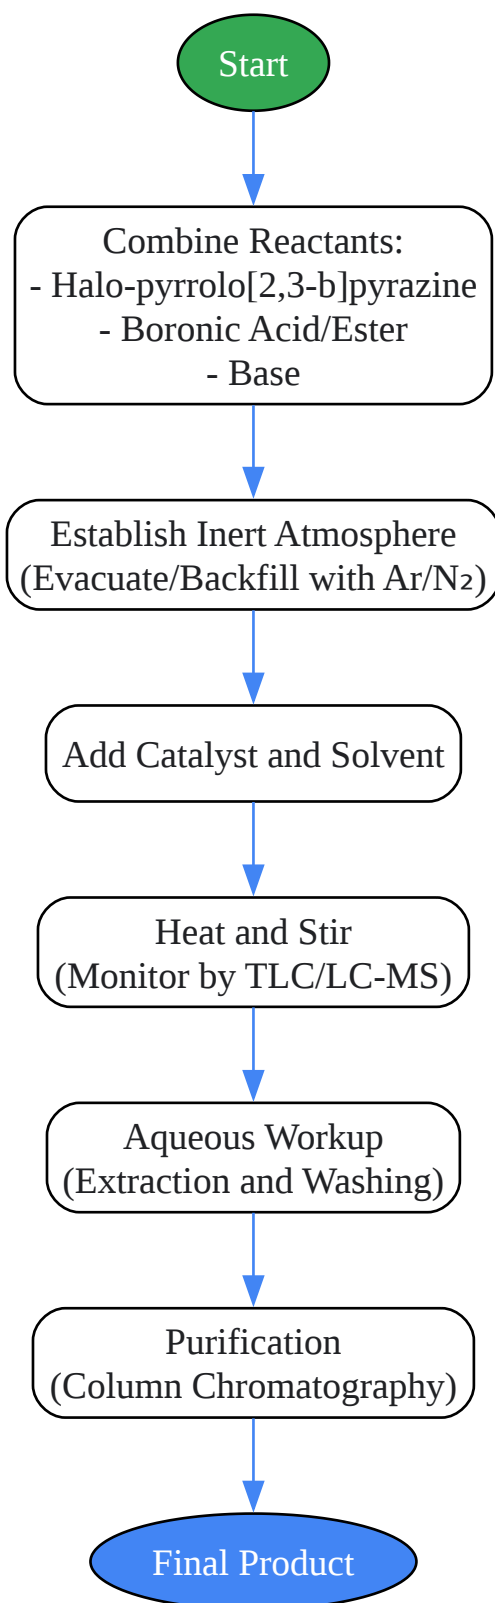 Start
Combine Reactants:
- Halo-pyrrolo[2,3-b]pyrazine
- Boronic Acid/Ester
- Base
Establish Inert Atmosphere
(Evacuate/Backfill with Ar/N₂)
Add Catalyst and Solvent
Heat and Stir
(Monitor by TLC/LC-MS)
Aqueous Workup
(Extraction and Washing)
Purification
(Column Chromatography)
Final Product